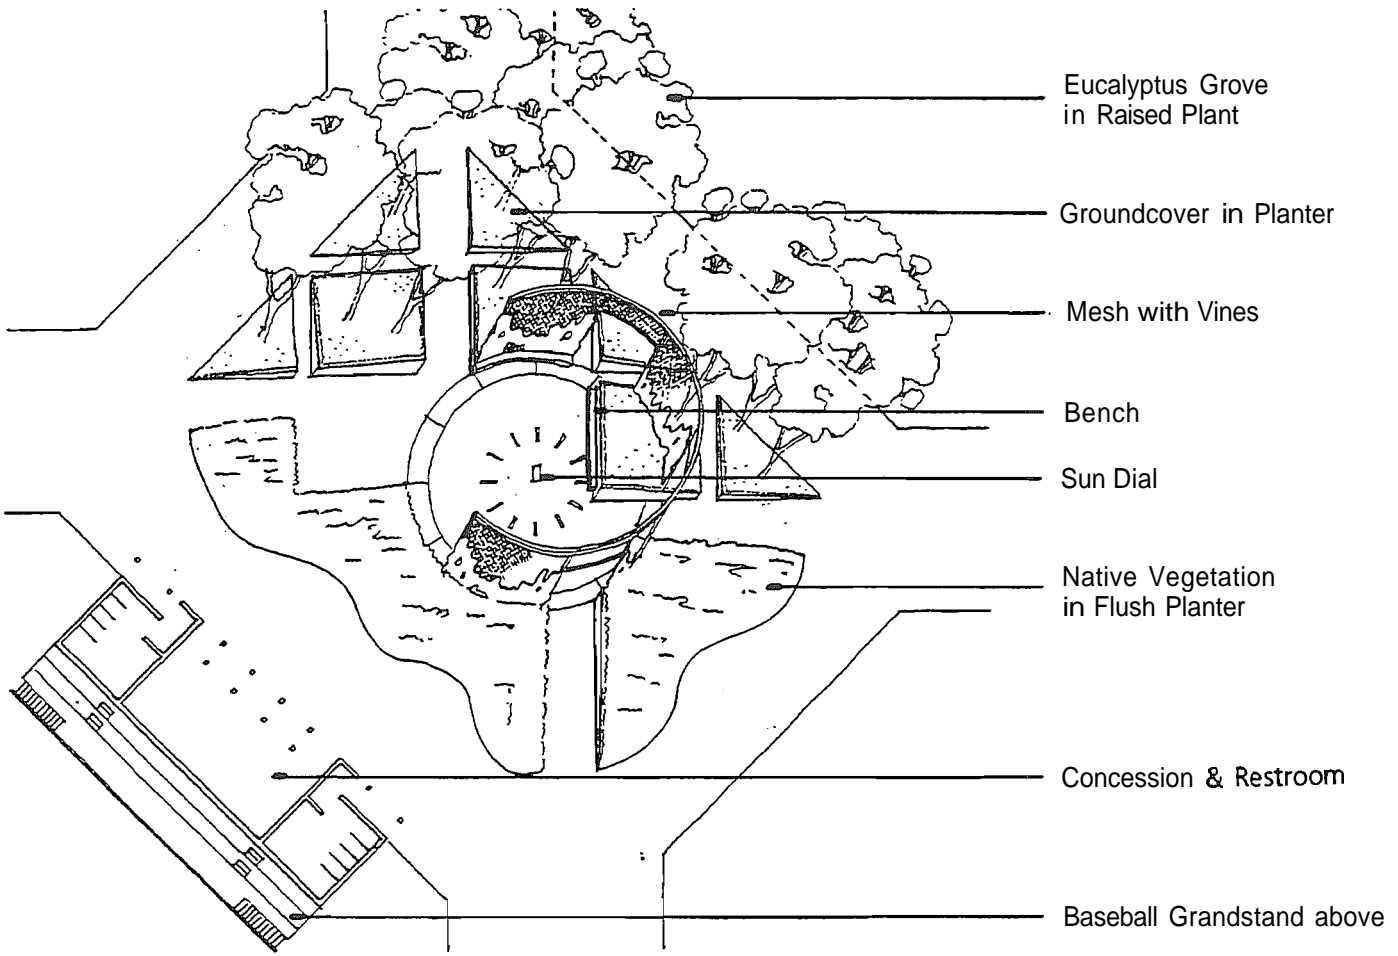 Eucalyptus Grove
in Raised Plant
Groundcover in Planter
Mesh with Vines
Bench
Sun Dial
Native Vegetation
in Flush Planter
Concession & Restroom
Baseball Grandstand above